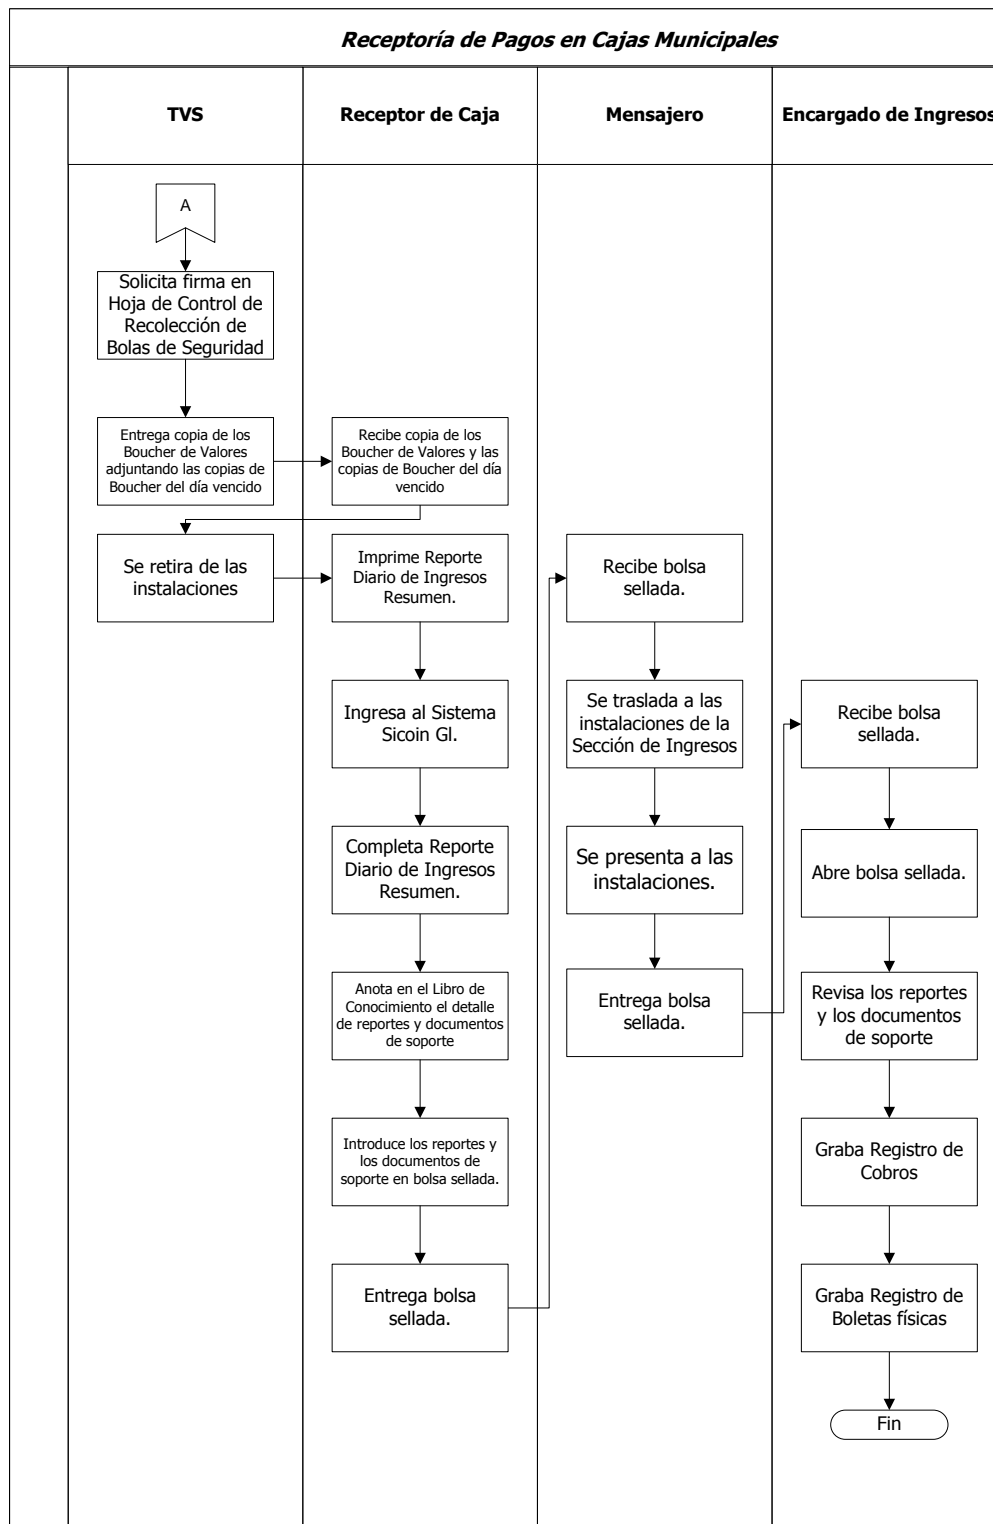 Receptoría de Pagos en Cajas Municipales
TVS
Receptor de Caja
Mensajero
Encargado de Ingresos
A
Solicita firma en
Hoja de Control de
Recolección de
Bolas de Seguridad
Entrega copia de los
Boucher de Valores
adjuntando las copias de
Boucher del día vencido
Recibe copia de los
Boucher de Valores y las
copias de Boucher del día
vencido
Se retira de las
instalaciones
Imprime Reporte
Diario de Ingresos
Resumen.
Ingresa al Sistema
Sicoin Gl.
Completa Reporte
Diario de Ingresos
Resumen.
Anota en el Libro de
Conocimiento el detalle
de reportes y documentos
de soporte
Introduce los reportes y
los documentos de
soporte en bolsa sellada.
Entrega bolsa
sellada.
Recibe bolsa
sellada.
Se traslada a las
instalaciones de la
Sección de Ingresos
Se presenta a las
instalaciones.
Entrega bolsa
sellada.
Recibe bolsa
sellada.
Abre bolsa sellada.
Revisa los reportes
y los documentos
de soporte
Graba Registro de
Cobros
Graba Registro de
Boletas físicas
Fin